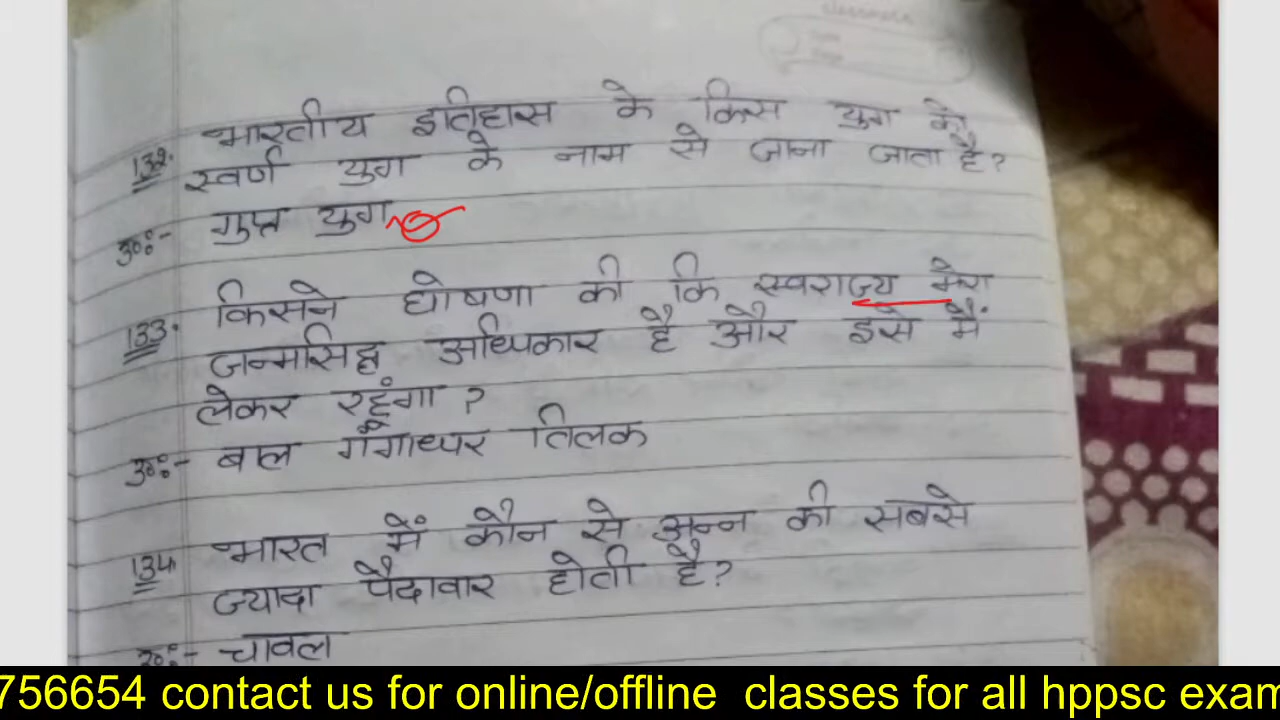 classmate
132. भारतीय इतिहास के किस युग को
स्वर्ण युग के नाम से जाना जाता है?
उ०:- गुप्त युग
133. किसने घोषणा की कि स्वराज्य मेरा
जन्मसिद्ध अधिकार है और इसे मैं
लेकर रहूंगा ?
उ०:- बाल गंगाधर तिलक
134 भारत में कौन से अन्न की सबसे
ज्यादा पैदावार होती है?
उ०:- चावल
756654 contact us for online/offline classes for all hppsc exam